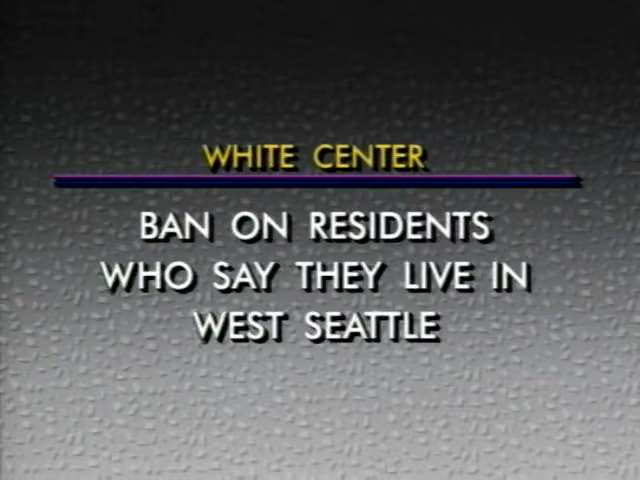 WHITE CENTER
BAN ON RESIDENTS
WHO SAY THEY LIVE IN
WEST SEATTLE